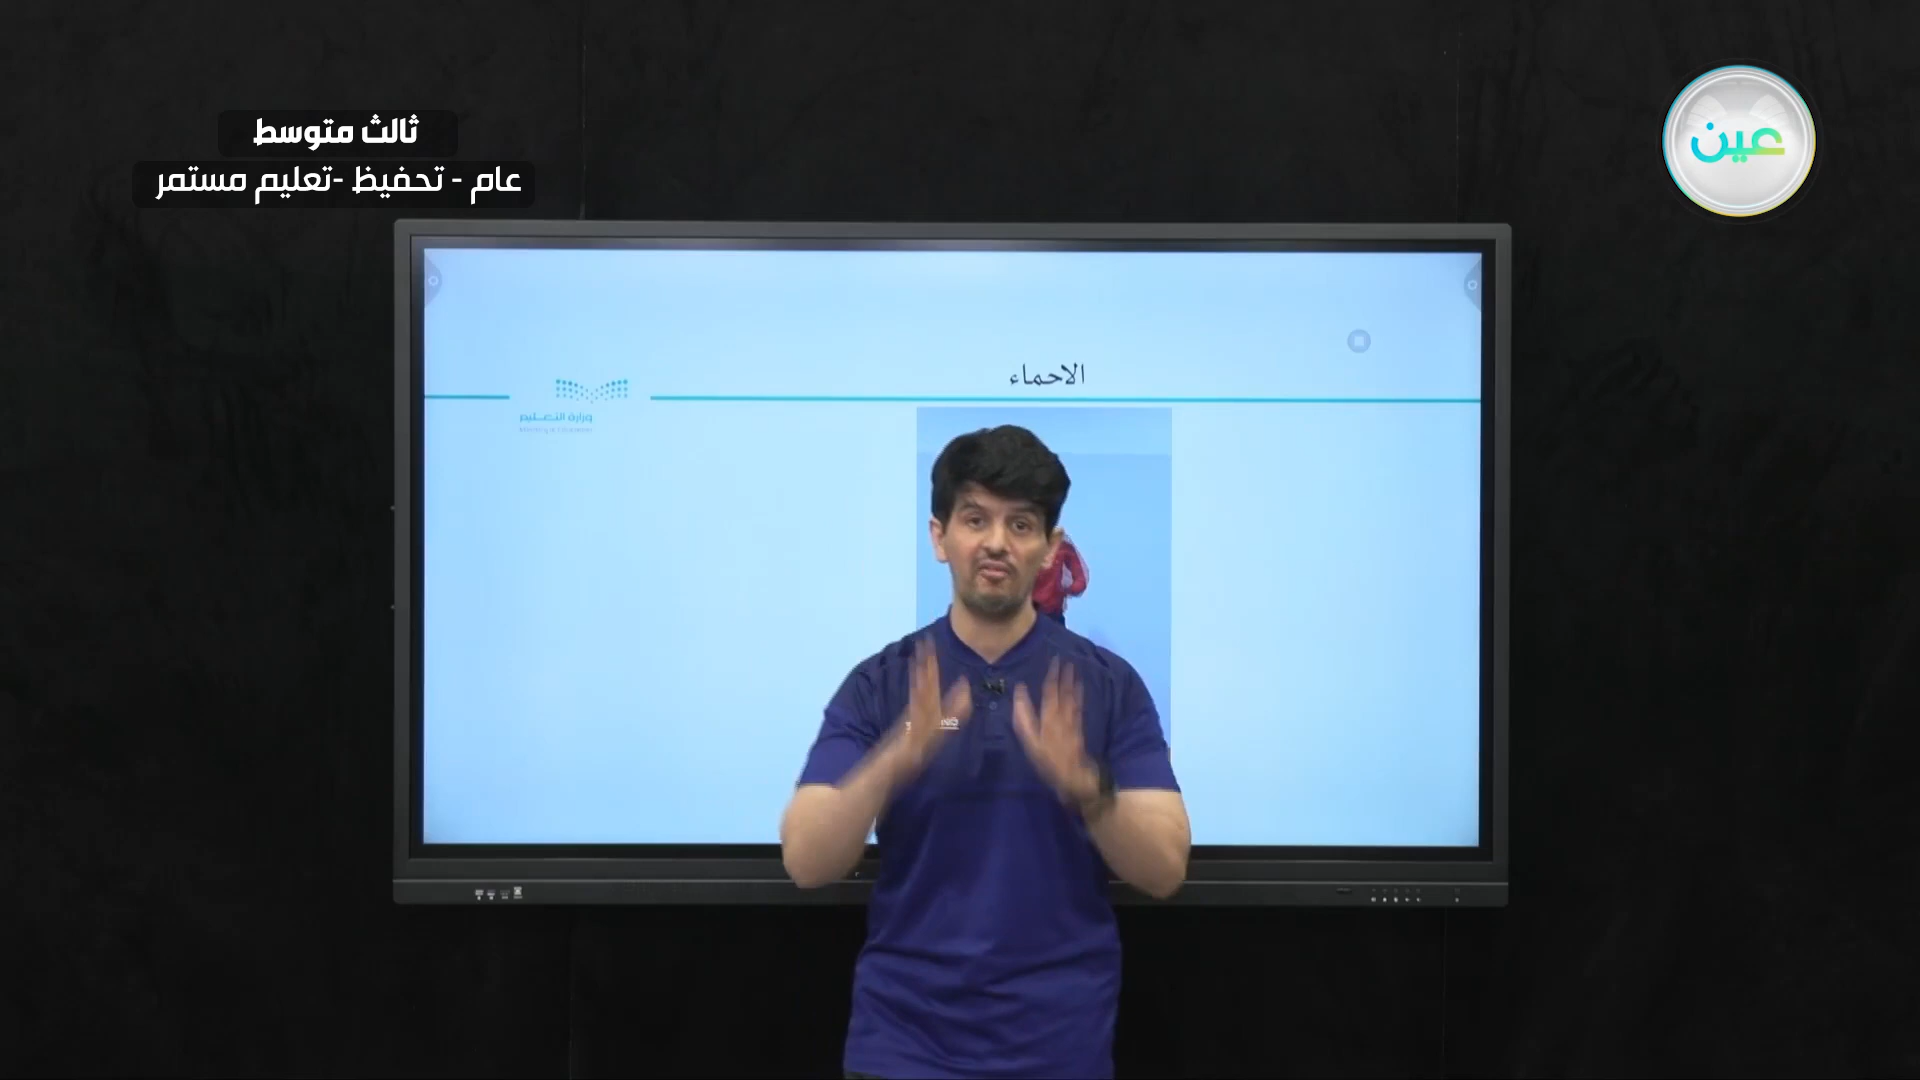 ثالث متوسط
عام - تحفيظ -تعليم مستمر
عين
الاحماء
وزارة التعليم